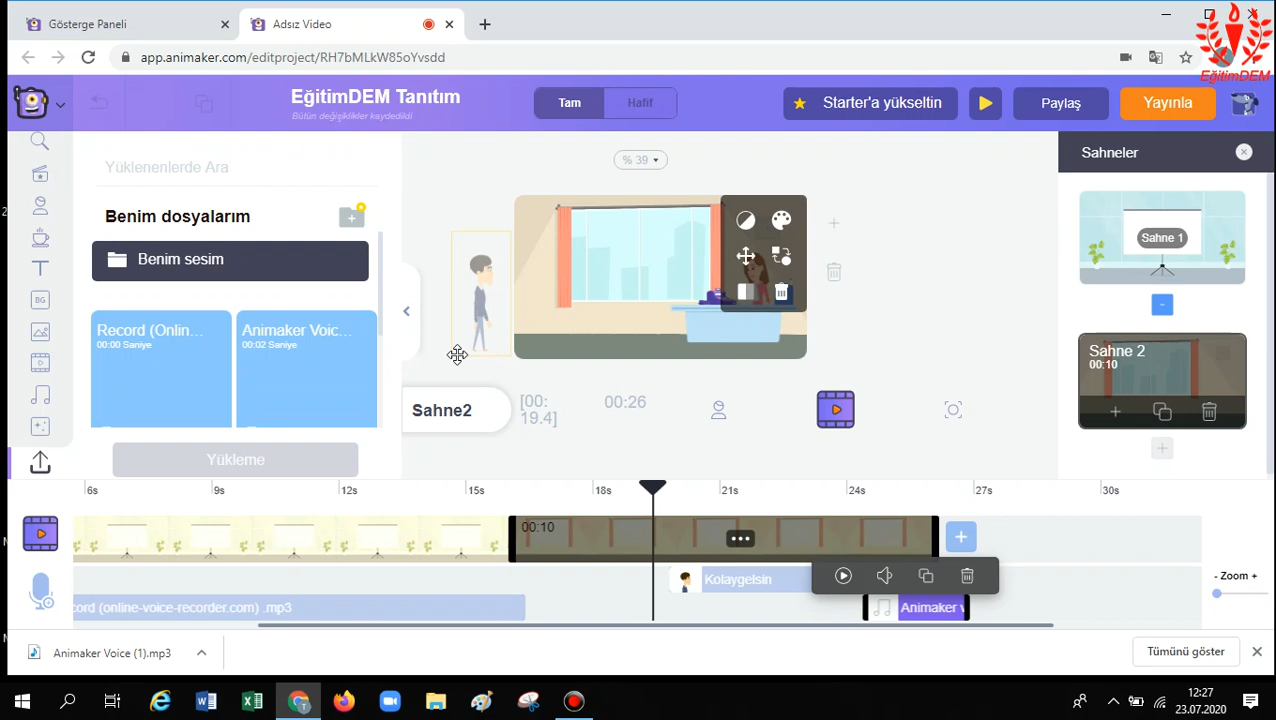 Gösterge Paneli
Adsız Video
app.animaker.com/editproject/RH7bMLkW85oYvsdd
EğitimDEM
EğitimDEM Tanıtım
Bütün değişiklikler kaydedildi
Tam
Hafif
Starter'a yükseltin
Paylaş
Yayınla
Yüklenenlerde Ara
% 39
Sahneler
Benim dosyalarım
Benim sesim
Sahne 1
Record (Onlin...
00:00 Saniye
Animaker Voic...
00:02 Saniye
Sahne 2
00:10
BG
Sahne2
[00:
19.4]
00:26
Yükleme
6s
9s
12s
15s
18s
21s
24s
27s
30s
00:10
Kolaygelsin
- Zoom +
cord (online-voice-recorder.com) .mp3
Animaker v
Animaker Voice (1).mp3
Tümünü göster
12:27
23.07.2020